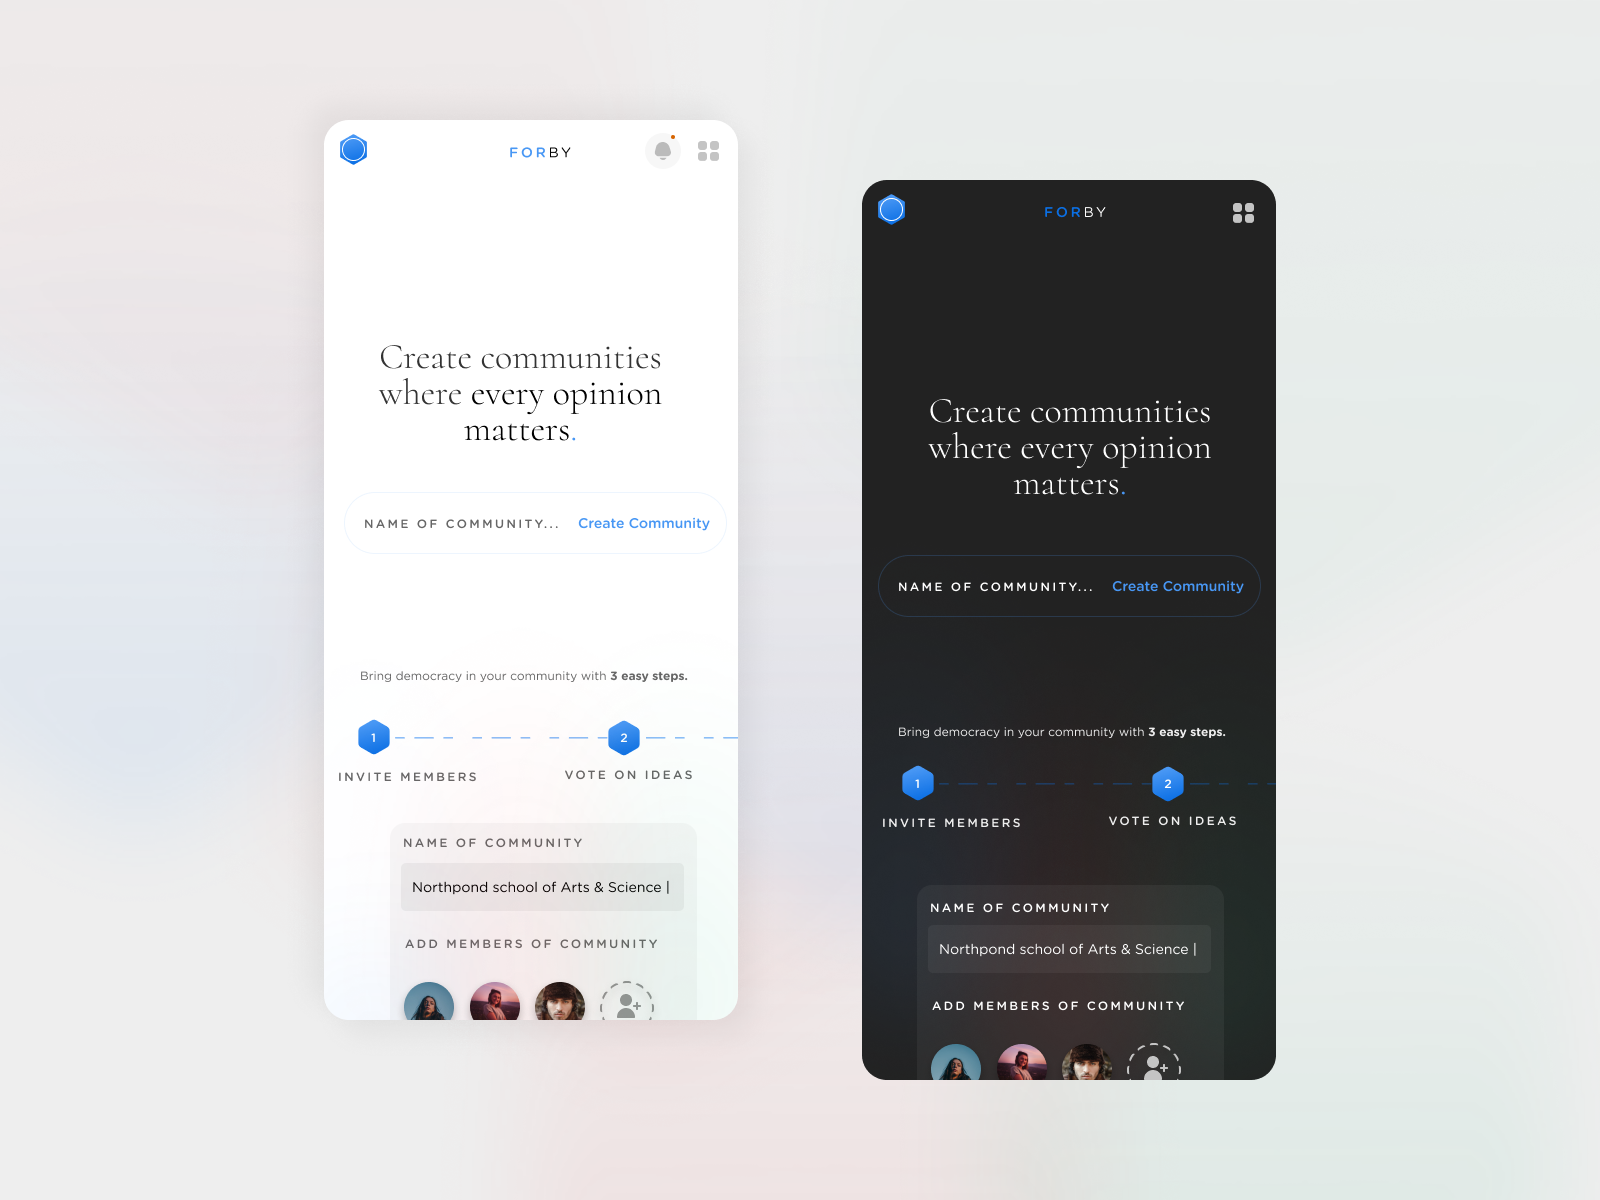 FORBY
Create communities
where every opinion
matters.
NAME OF COMMUNITY... Create Community
Bring democracy in your community with 3 easy steps.
1 2
INVITE MEMBERS VOTE ON IDEAS
NAME OF COMMUNITY
Northpond school of Arts & Science |
ADD MEMBERS OF COMMUNITY
FORBY
Create communities
where every opinion
matters.
NAME OF COMMUNITY... Create Community
Bring democracy in your community with 3 easy steps.
1 2
INVITE MEMBERS VOTE ON IDEAS
NAME OF COMMUNITY
Northpond school of Arts & Science |
ADD MEMBERS OF COMMUNITY